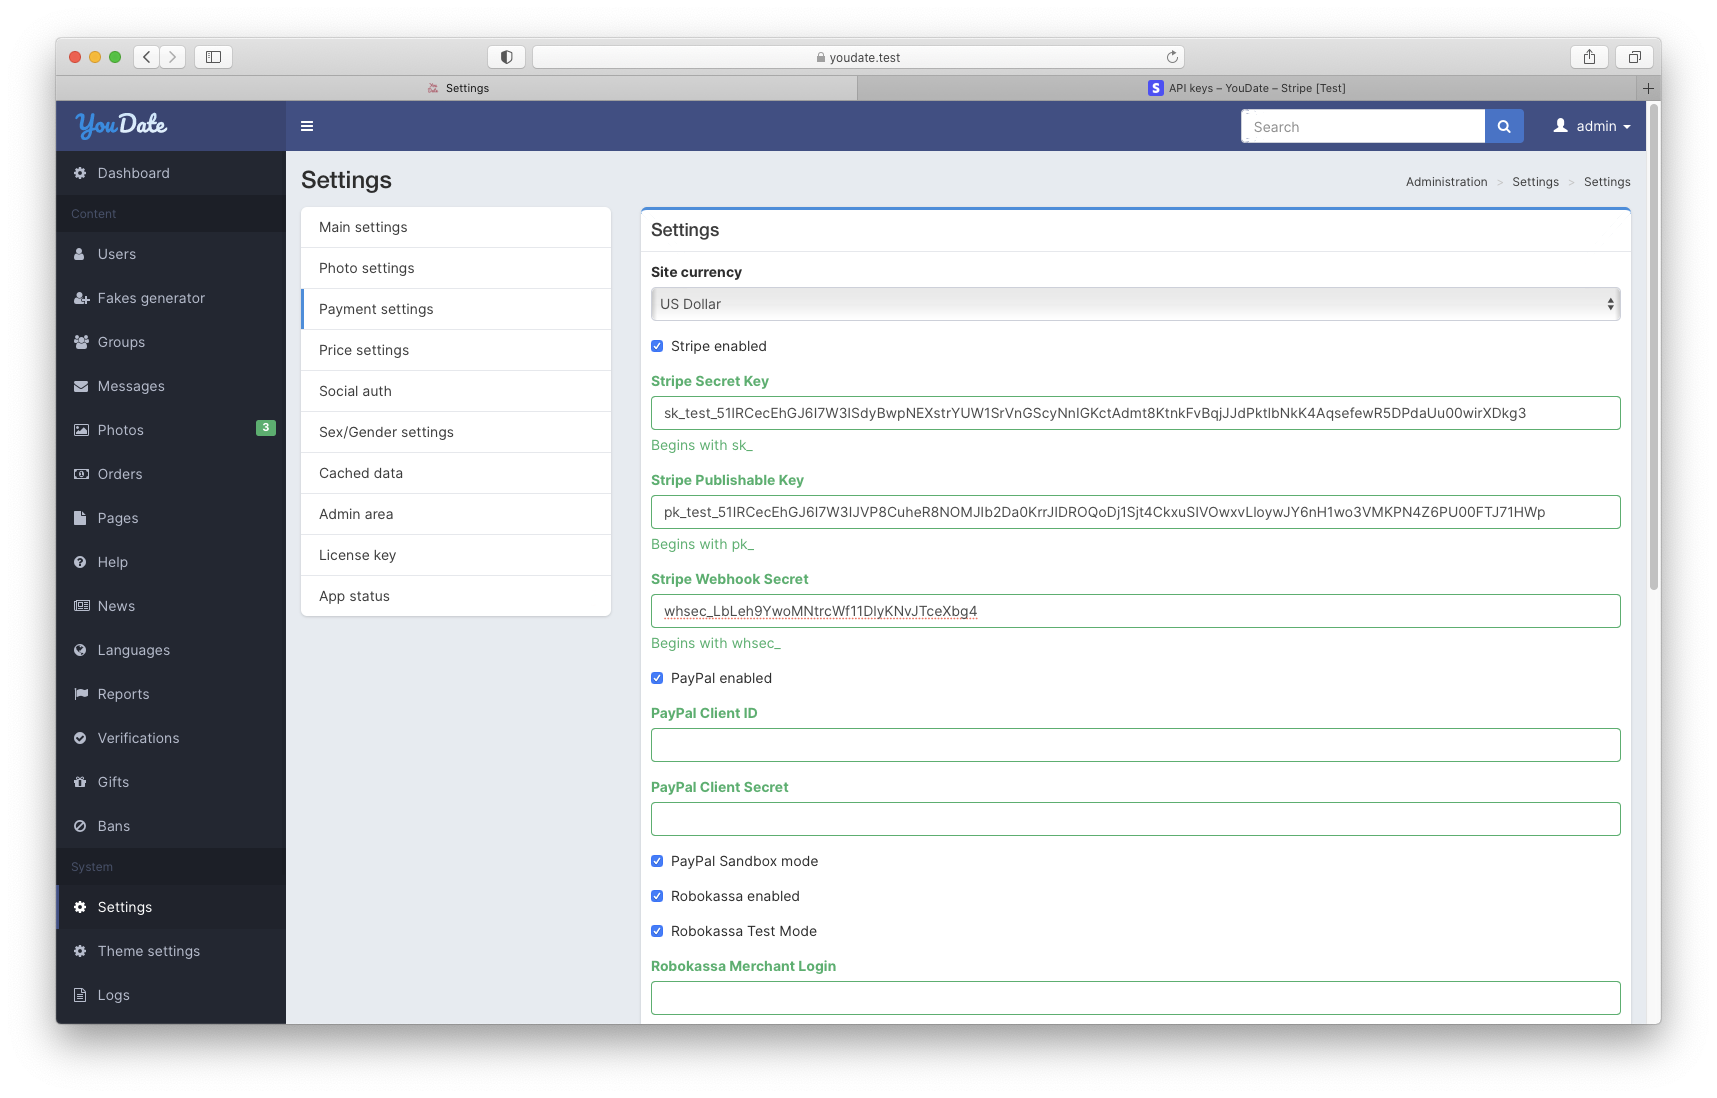 youdate.test
Settings
API keys – YouDate – Stripe [Test]
YouDate
Search
admin
Dashboard
Content
Users
Fakes generator
Groups
Messages
Photos
3
Orders
Pages
Help
News
Languages
Reports
Verifications
Gifts
Bans
System
Settings
Theme settings
Logs
Settings
Administration > Settings > Settings
Main settings
Photo settings
Payment settings
Price settings
Social auth
Sex/Gender settings
Cached data
Admin area
License key
App status
Settings
Site currency
US Dollar
Stripe enabled
Stripe Secret Key
Begins with sk_
Stripe Publishable Key
Begins with pk_
Stripe Webhook Secret
Begins with whsec_
PayPal enabled
PayPal Client ID
PayPal Client Secret
PayPal Sandbox mode
Robokassa enabled
Robokassa Test Mode
Robokassa Merchant Login